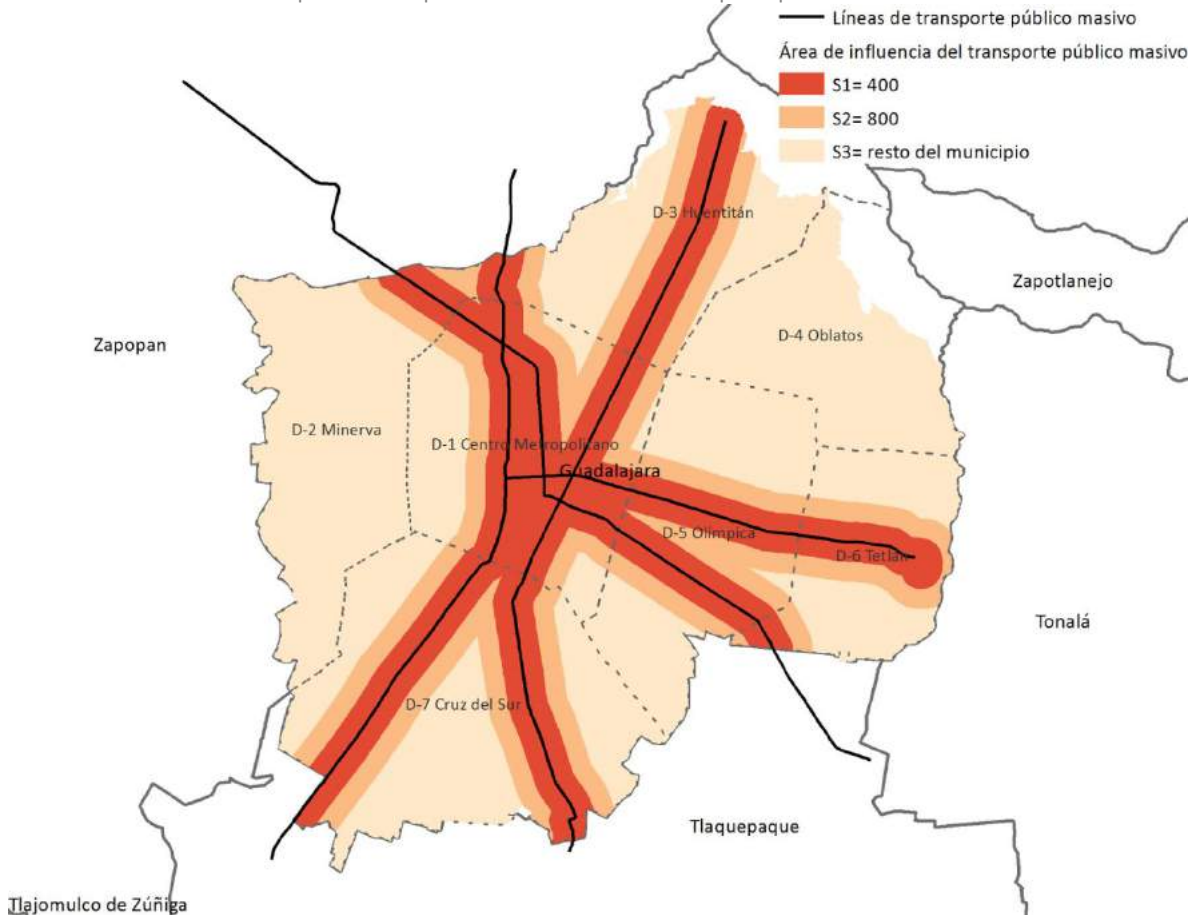 Líneas de transporte público masivo
Área de influencia del transporte público masivo
S1= 400
S2= 800
S3= resto del municipio
D-3 Huentitán
Zapotlanejo
D-4 Oblatos
Zapopan
D-2 Minerva
D-1 Centro Metropolitano
Guadalajara
D-5 Olímpica
D-6 Tetlán
Tonalá
D-7 Cruz del Sur
Tlaquepaque
Tlajomulco de Zúñiga